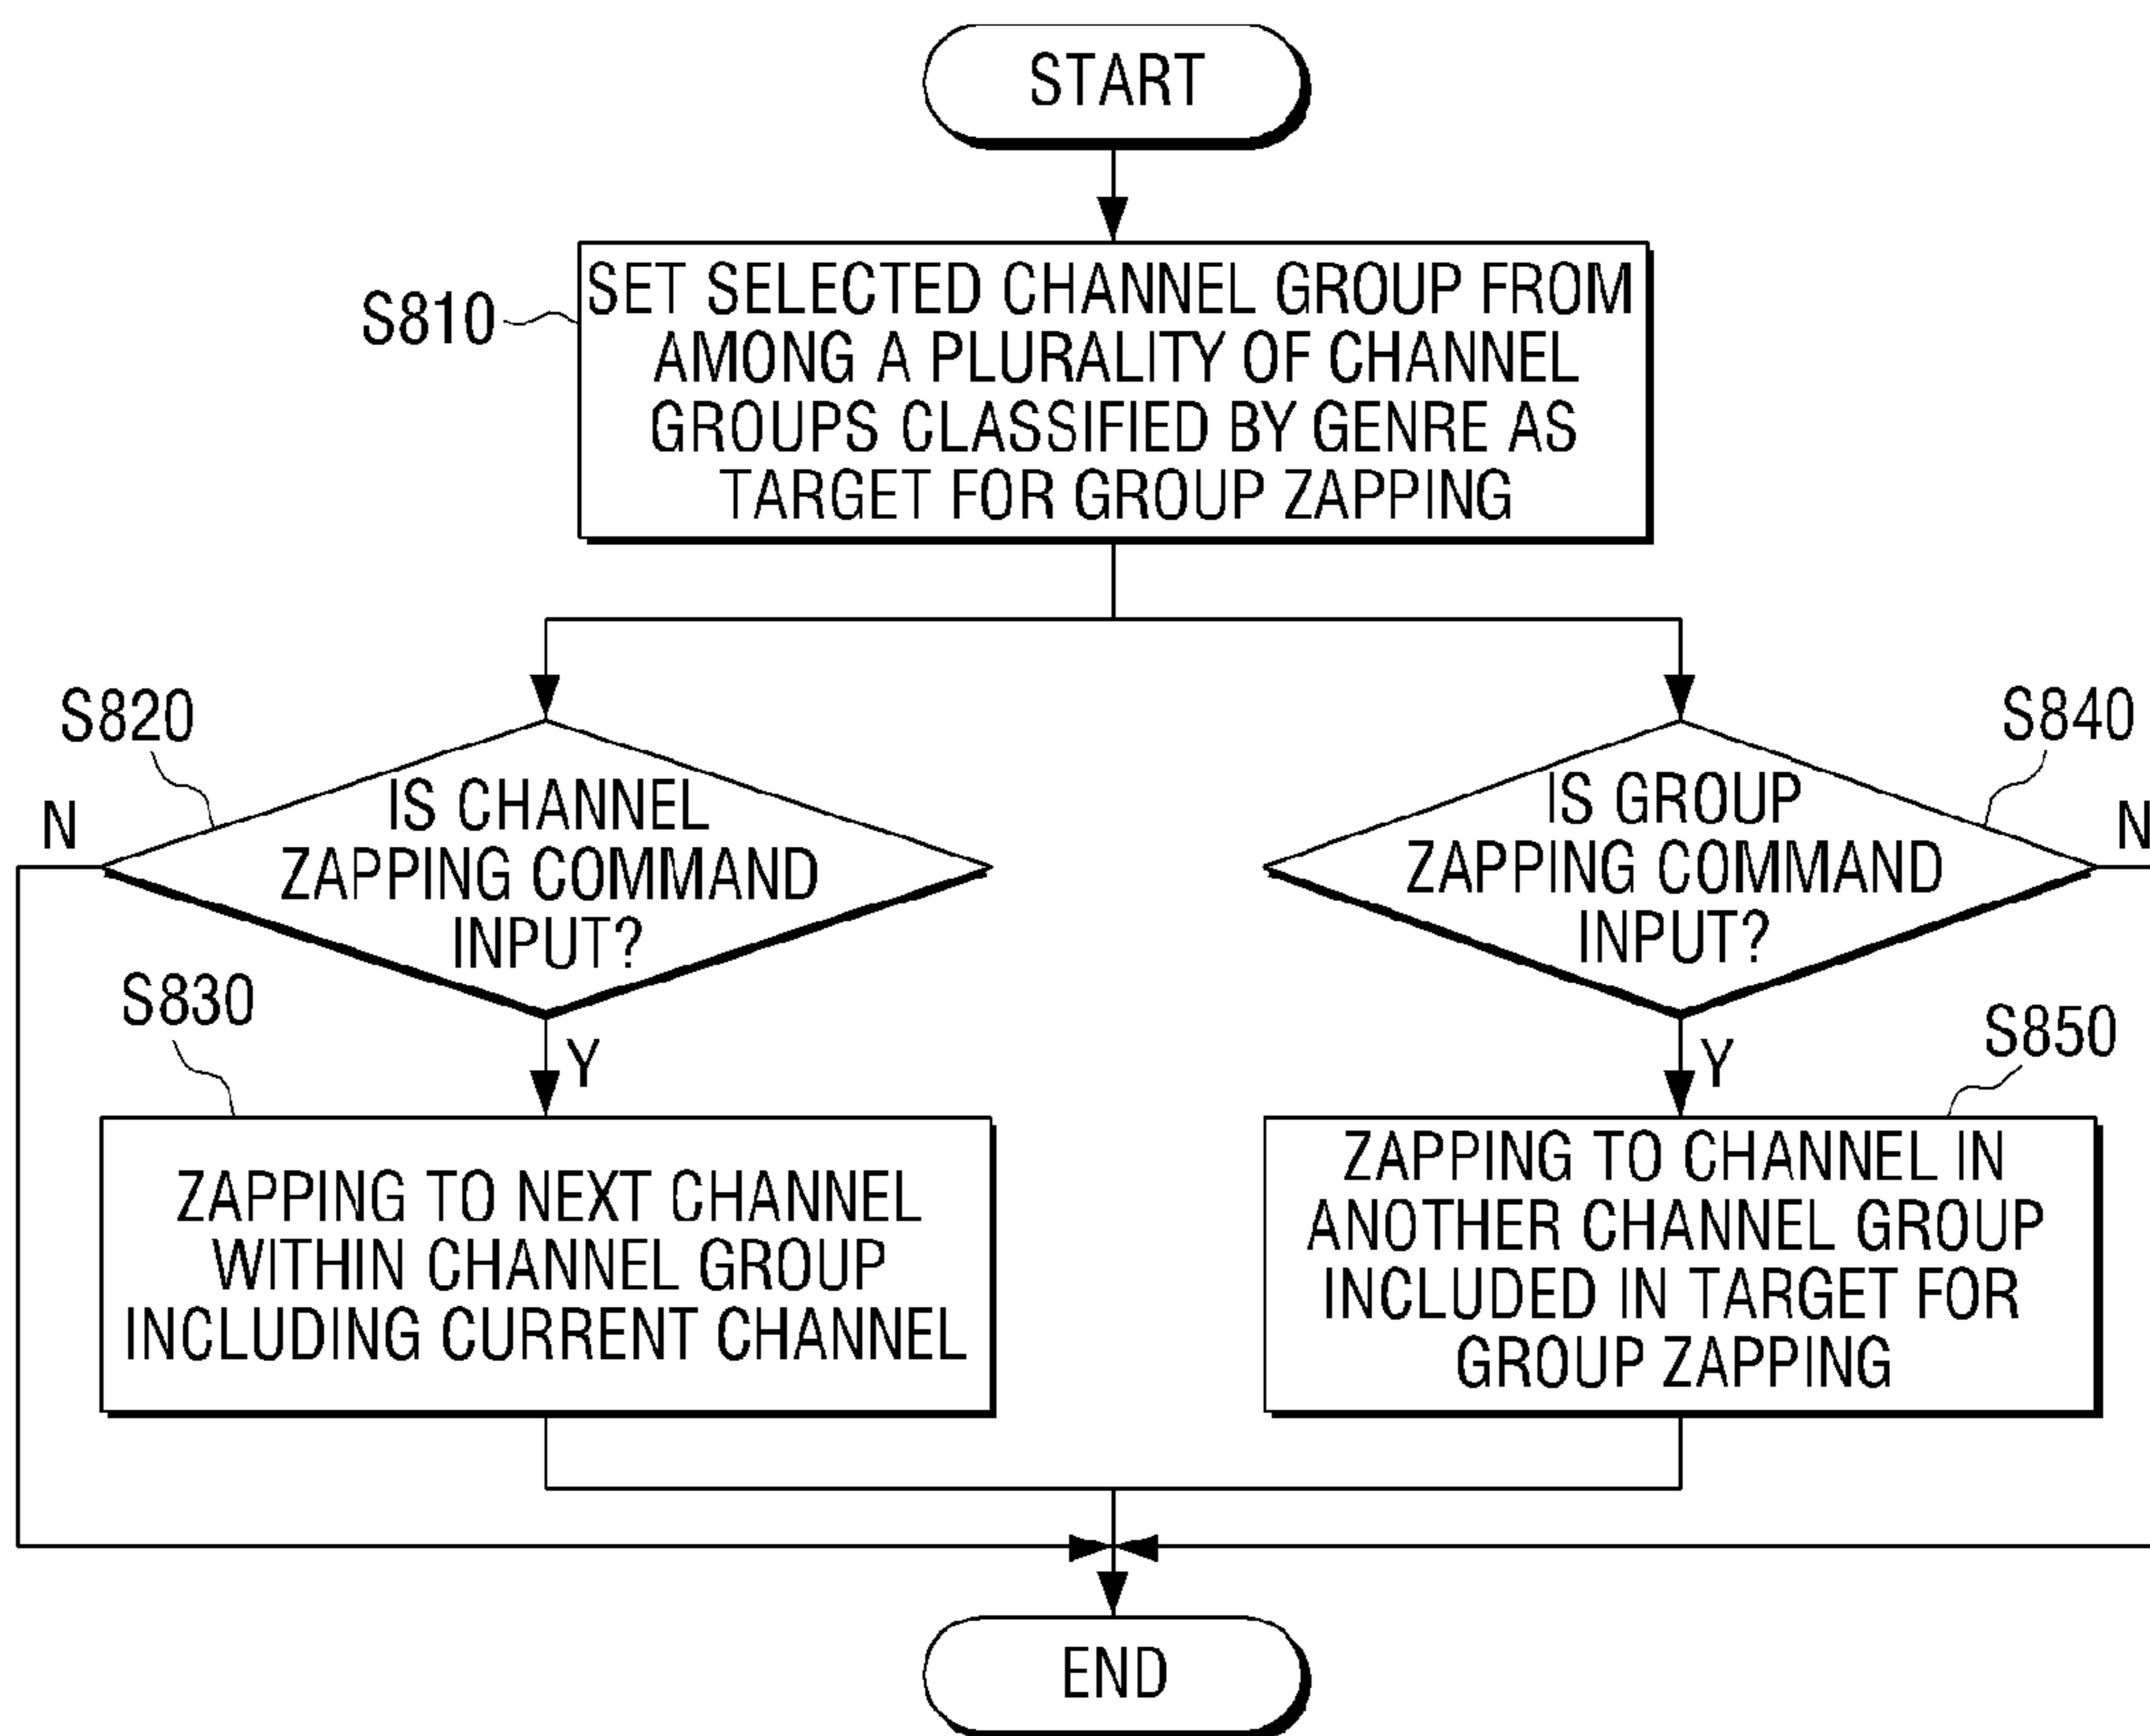 START
S810
SET SELECTED CHANNEL GROUP FROM
AMONG A PLURALITY OF CHANNEL
GROUPS CLASSIFIED BY GENRE AS
TARGET FOR GROUP ZAPPING
S820
N
IS CHANNEL
ZAPPING COMMAND
INPUT?
Y
S830
ZAPPING TO NEXT CHANNEL
WITHIN CHANNEL GROUP
INCLUDING CURRENT CHANNEL
S840
N
IS GROUP
ZAPPING COMMAND
INPUT?
Y
S850
ZAPPING TO CHANNEL IN
ANOTHER CHANNEL GROUP
INCLUDED IN TARGET FOR
GROUP ZAPPING
END